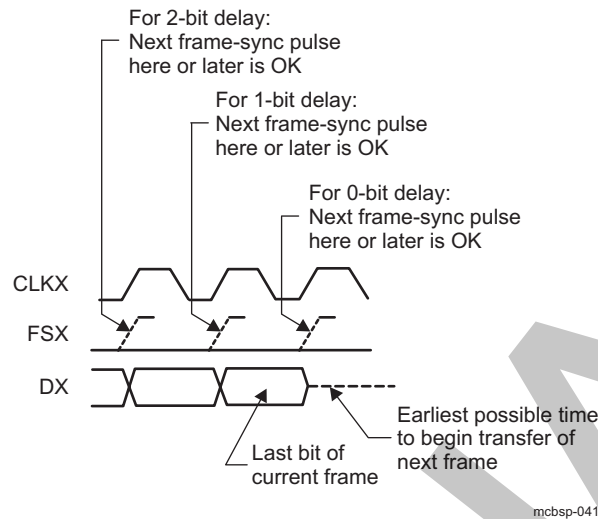 For 2-bit delay:
Next frame-sync pulse
here or later is OK
For 1-bit delay:
Next frame-sync pulse
here or later is OK
For 0-bit delay:
Next frame-sync pulse
here or later is OK
CLKX
FSX
DX
Last bit of
current frame
Earliest possible time
to begin transfer of
next frame
mcbsp-041